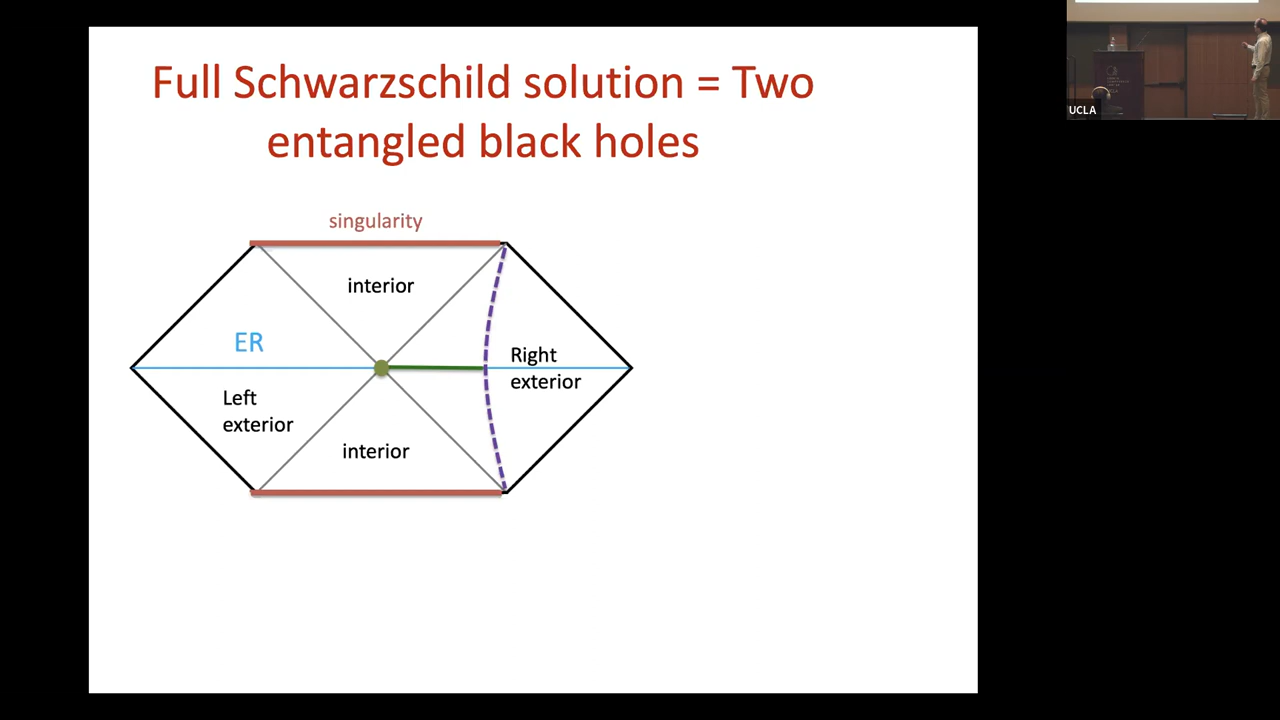 Full Schwarzschild solution = Two
entangled black holes
singularity
interior
ER
Right
exterior
Left
exterior
interior
UCLA